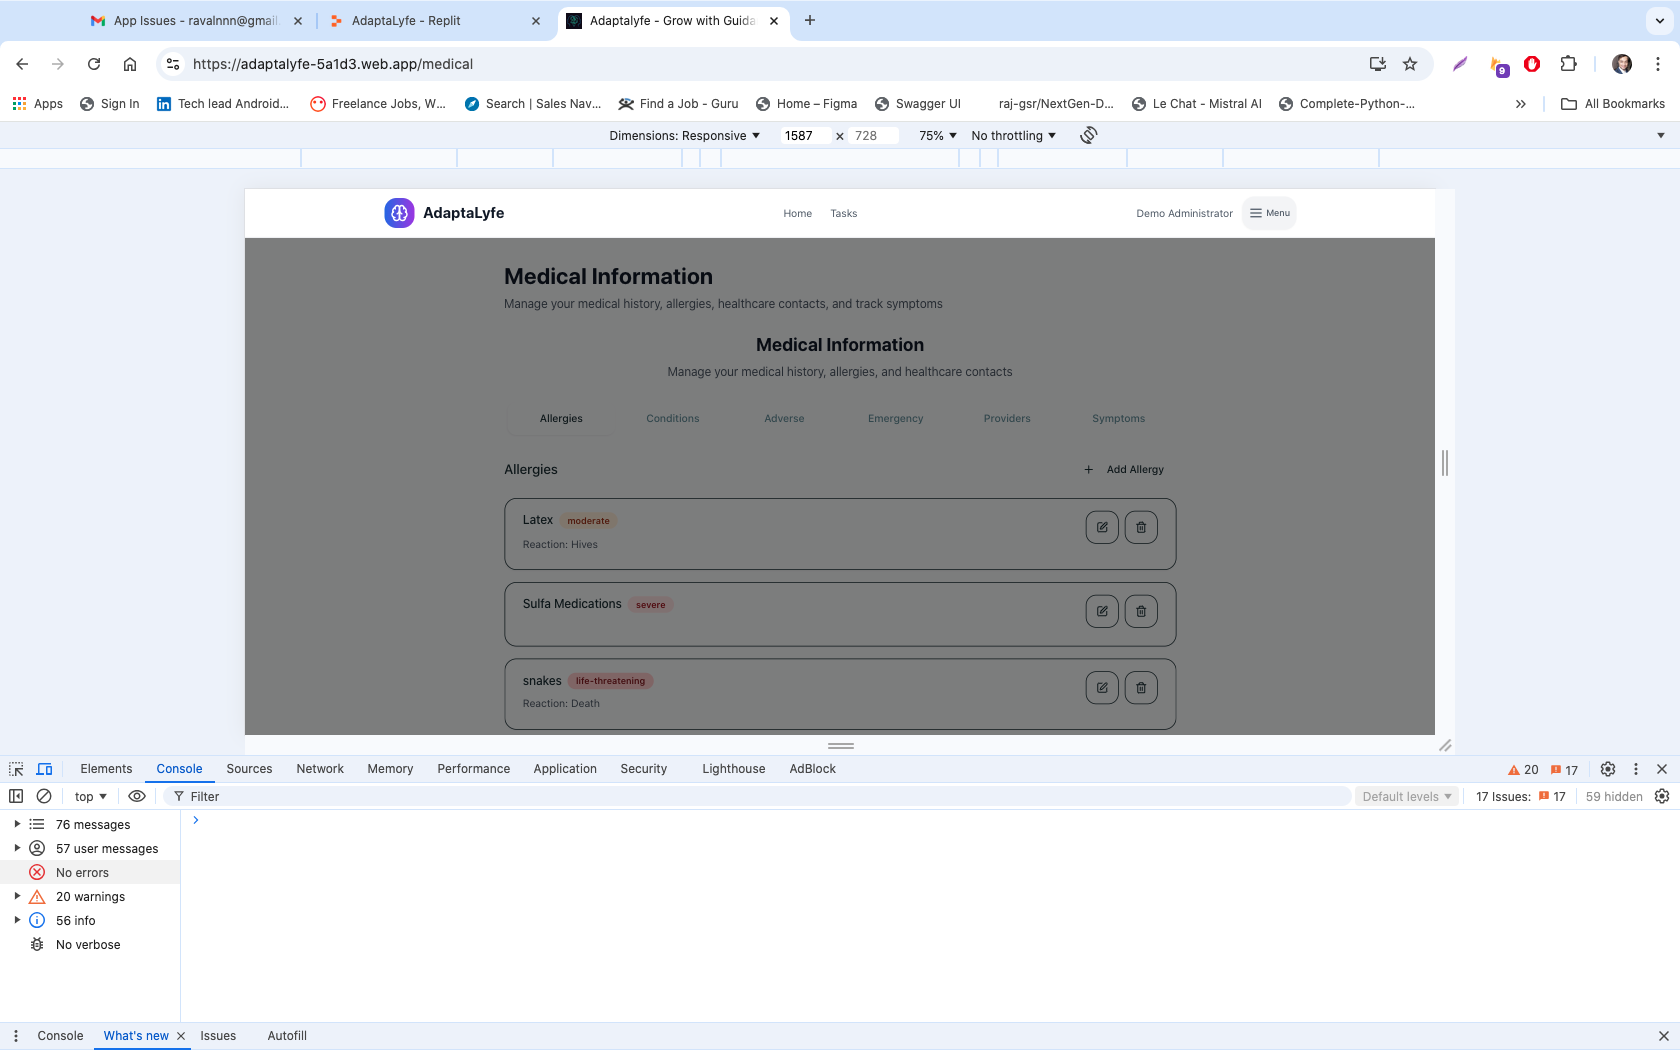 App Issues - ravalnnn@gmai
AdaptaLyfe - Replit
Adaptalyfe - Grow with Guida
https://adaptalyfe-5a1d3.web.app/medical
9
Apps
Sign In
Tech lead Android...
Freelance Jobs, W...
Search | Sales Nav...
Find a Job - Guru
Home – Figma
Swagger UI
raj-gsr/NextGen-D...
Le Chat - Mistral AI
Complete-Python-...
All Bookmarks
Dimensions: Responsive
1587 × 728
75%
No throttling
AdaptaLyfe
Home
Tasks
Demo Administrator
Menu
Medical Information
Manage your medical history, allergies, healthcare contacts, and track symptoms
Medical Information
Manage your medical history, allergies, and healthcare contacts
Allergies
Conditions
Adverse
Emergency
Providers
Symptoms
Allergies
+ Add Allergy
Latex moderate
Reaction: Hives
Sulfa Medications severe
snakes life-threatening
Reaction: Death
Elements
Console
Sources
Network
Memory
Performance
Application
Security
Lighthouse
AdBlock
20
17
top
Filter
Default levels
17 Issues: 17
59 hidden
76 messages
57 user messages
No errors
20 warnings
56 info
No verbose
Console
What's new
Issues
Autofill